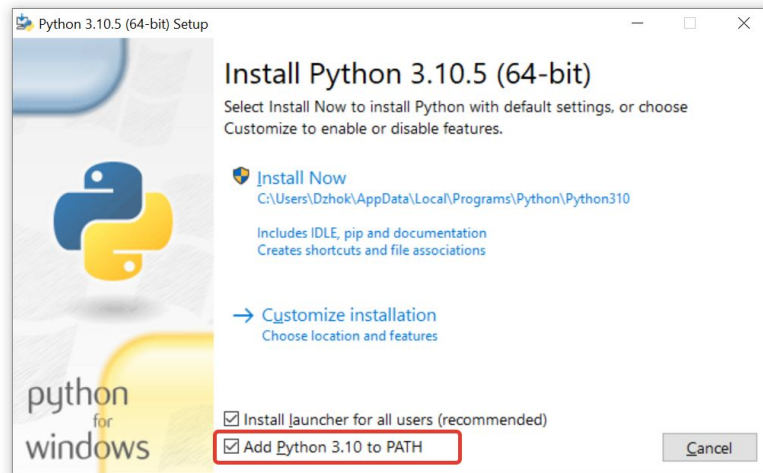 Python 3.10.5 (64-bit) Setup
Install Python 3.10.5 (64-bit)
Select Install Now to install Python with default settings, or choose
Customize to enable or disable features.
Install Now
C:\Users\Dzhok\AppData\Local\Programs\Python\Python310
Includes IDLE, pip and documentation
Creates shortcuts and file associations
Customize installation
Choose location and features
python
for
windows
Install launcher for all users (recommended)
Add Python 3.10 to PATH
Cancel